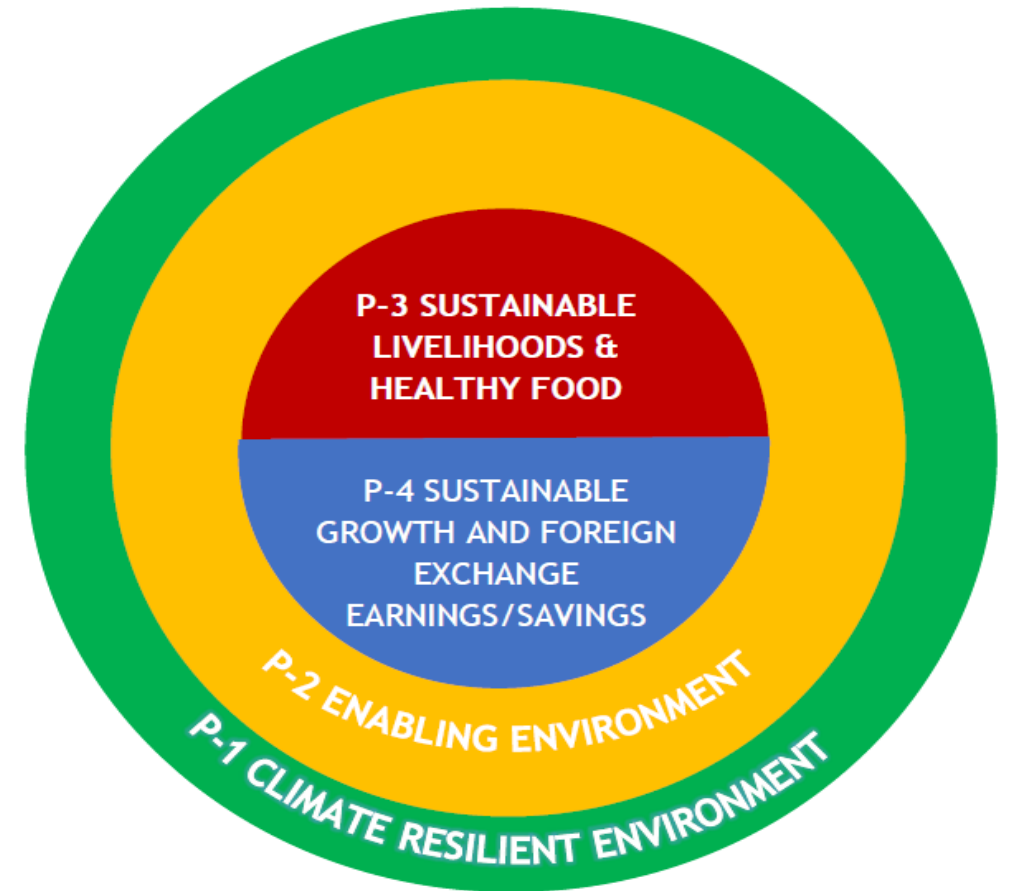 P-3 SUSTAINABLE
LIVELIHOODS &
HEALTHY FOOD
P-4 SUSTAINABLE
GROWTH AND FOREIGN
EXCHANGE
EARNINGS/SAVINGS
P-2 ENABLING ENVIRONMENT
P-1 CLIMATE RESILIENT ENVIRONMENT